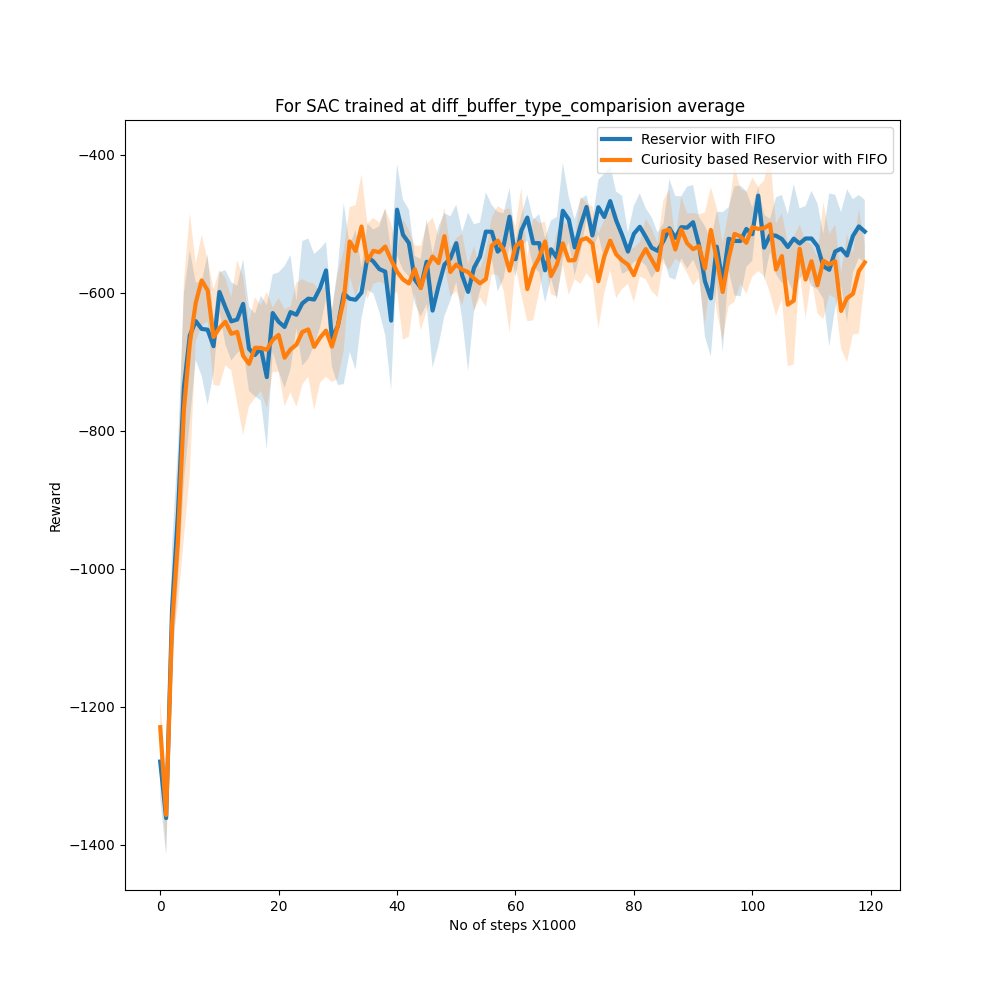 For SAC trained at diff_buffer_type_comparision average
Reservior with FIFO
Curiosity based Reservior with FIFO
−400
−600
−800
−1000
−1200
−1400
Reward
0 20 40 60 80 100 120
No of steps X1000